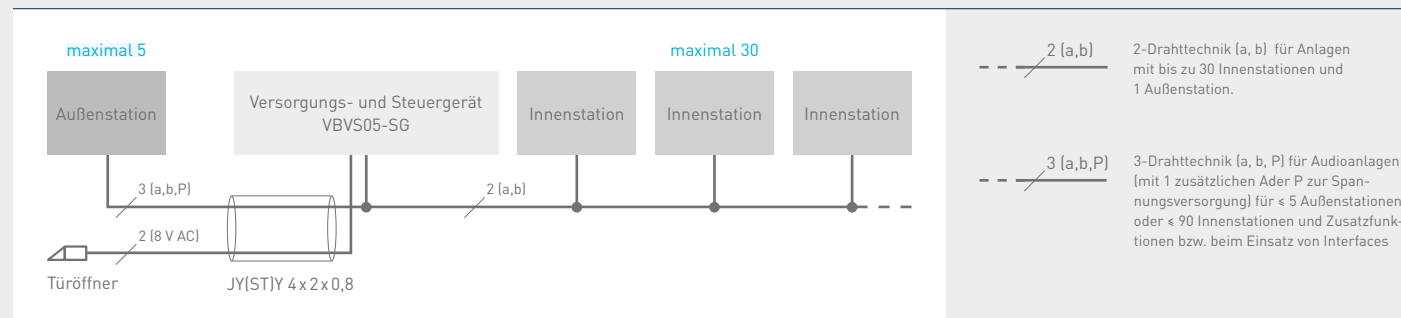 maximal 5
maximal 30
Außenstation
Versorgungs- und Steuergerät
VBVS05-SG
Innenstation
Innenstation
Innenstation
3 (a,b,P)
2 (a,b)
2 (8 V AC)
Türöffner
JY(ST)Y 4 x 2 x 0,8
2 (a,b)
2-Drahttechnik (a, b) für Anlagen
mit bis zu 30 Innenstationen und
1 Außenstation.
3 (a,b,P)
3-Drahttechnik (a, b, P) für Audioanlagen
(mit 1 zusätzlichen Ader P zur Span-
nungsversorgung) für ≤ 5 Außenstationen
oder ≤ 90 Innenstationen und Zusatzfunk-
tionen bzw. beim Einsatz von Interfaces